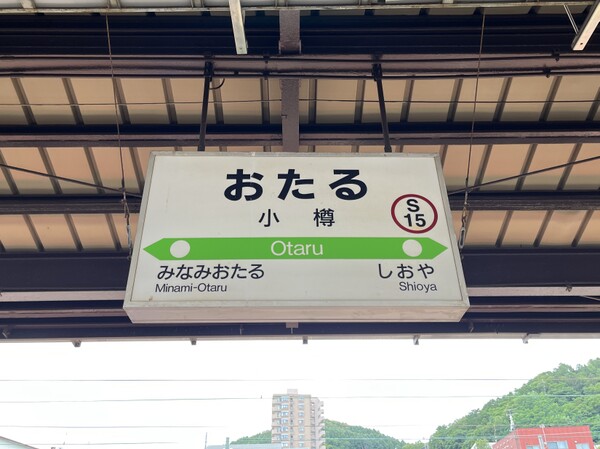 おたる
小樽
S
15
Otaru
みなみおたる
Minami-Otaru
しおや
Shioya